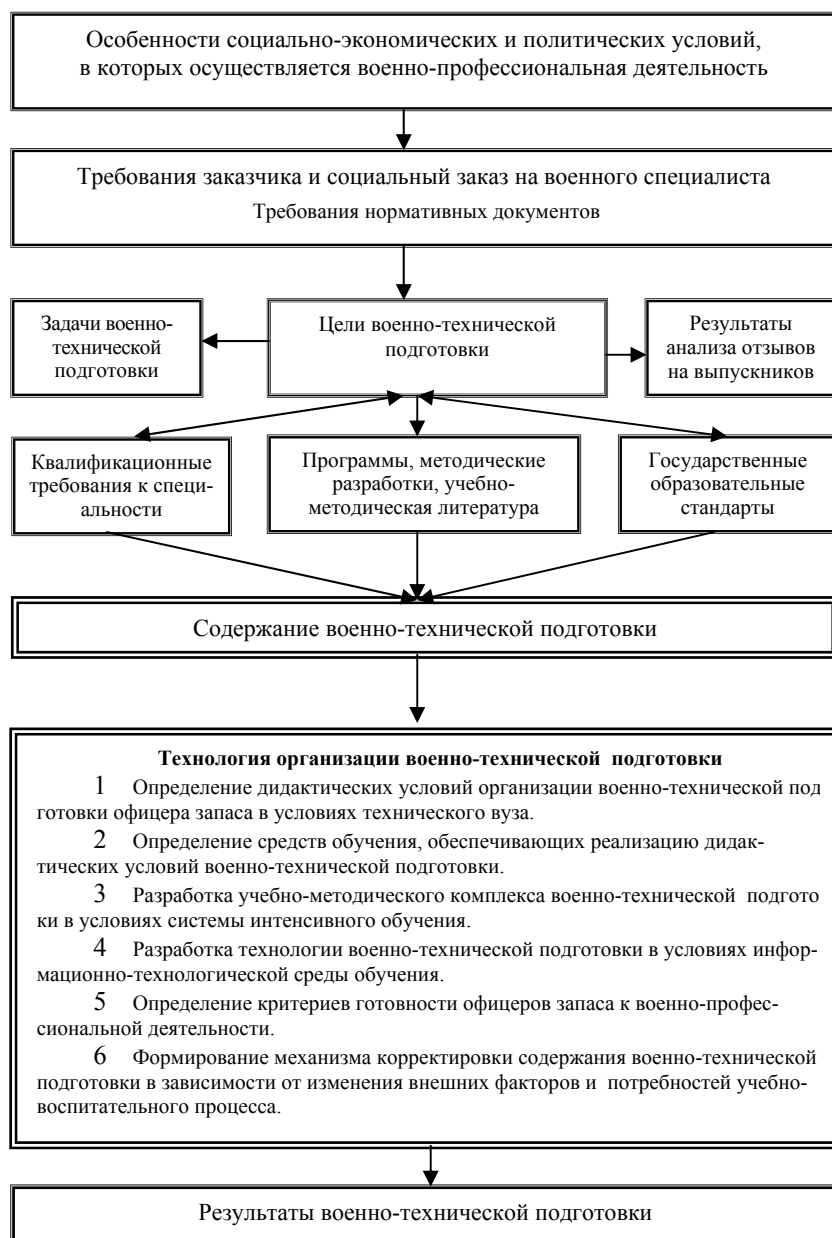 Особенности социально-экономических и политических условий,
в которых осуществляется военно-профессиональная деятельность
Требования заказчика и социальный заказ на военного специалиста
Требования нормативных документов
Задачи военно-
технической
подготовки
Цели военно-технической
подготовки
Результаты
анализа отзывов
на выпускников
Квалификационные
требования к специ-
альности
Программы, методические
разработки, учебно-
методическая литература
Государственные
образовательные
стандарты
Содержание военно-технической подготовки
Технология организации военно-технической подготовки
1 Определение дидактических условий организации военно-технической под
готовки офицера запаса в условиях технического вуза.
2 Определение средств обучения, обеспечивающих реализацию дидак-
тических условий военно-технической подготовки.
3 Разработка учебно-методического комплекса военно-технической подгото
ки в условиях системы интенсивного обучения.
4 Разработка технологии военно-технической подготовки в условиях инфор-
мационно-технологической среды обучения.
5 Определение критериев готовности офицеров запаса к военно-профес-
сиональной деятельности.
6 Формирование механизма корректировки содержания военно-технической
подготовки в зависимости от изменения внешних факторов и потребностей учебно-
воспитательного процесса.
Результаты военно-технической подготовки